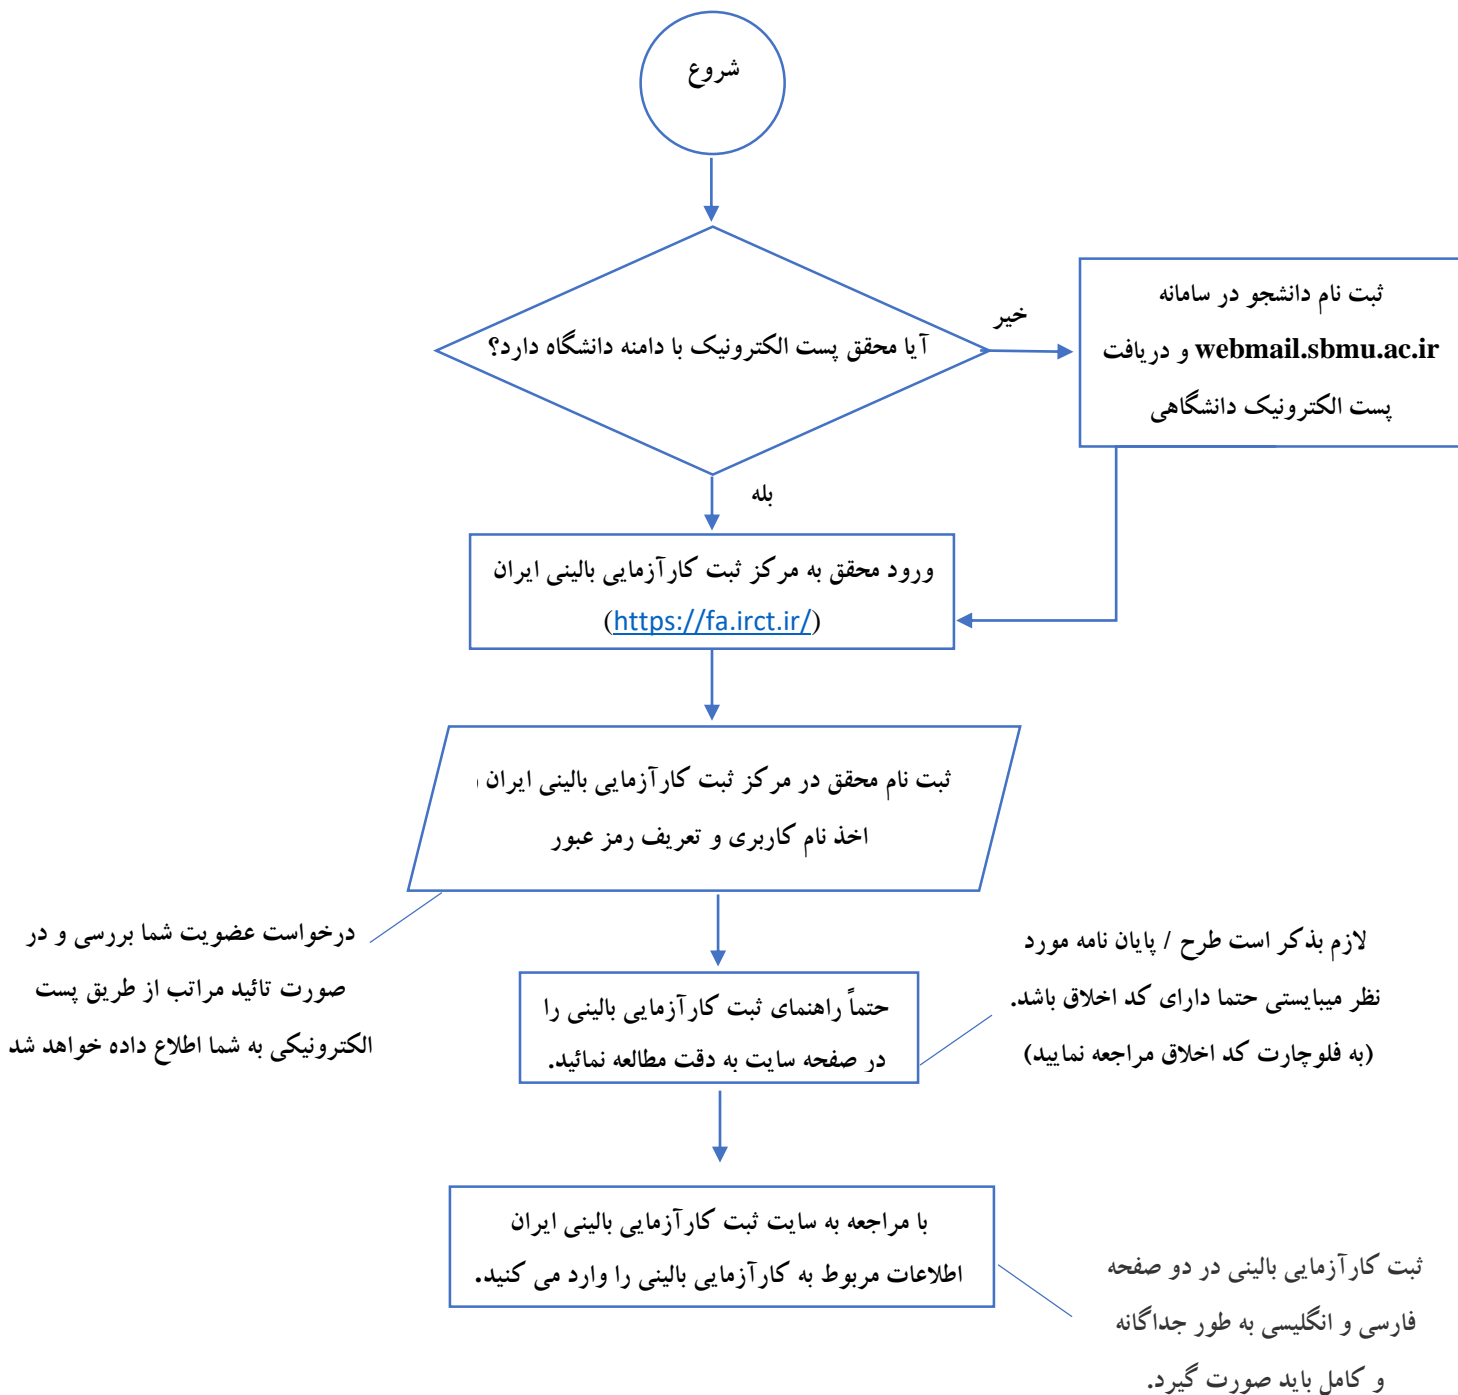 شروع
آیا محقق پست الکترونیک با دامنه دانشگاه دارد؟
خیر
ثبت نام دانشجو در سامانه
webmail.sbmu.ac.ir و دریافت
پست الکترونیک دانشگاهی
بله
ورود محقق به مرکز ثبت کارآزمایی بالینی ایران
(https://fa.irct.ir/)
ثبت نام محقق در مرکز ثبت کارآزمایی بالینی ایران
اخذ نام کاربری و تعریف رمز عبور
درخواست عضویت شما بررسی و در
صورت تائید مراتب از طریق پست
الکترونیکی به شما اطلاع داده خواهد شد
حتماً راهنمای ثبت کارآزمایی بالینی را
در صفحه سایت به دقت مطالعه نمائید.
لازم بذکر است طرح / پایان نامه مورد
نظر میبایستی حتما دارای کد اخلاق باشد.
(به فلوچارت کد اخلاق مراجعه نمایید)
با مراجعه به سایت ثبت کارآزمایی بالینی ایران
اطلاعات مربوط به کارآزمایی بالینی را وارد می کنید.
ثبت کارآزمایی بالینی در دو صفحه
فارسی و انگلیسی به طور جداگانه
و کامل باید صورت گیرد.